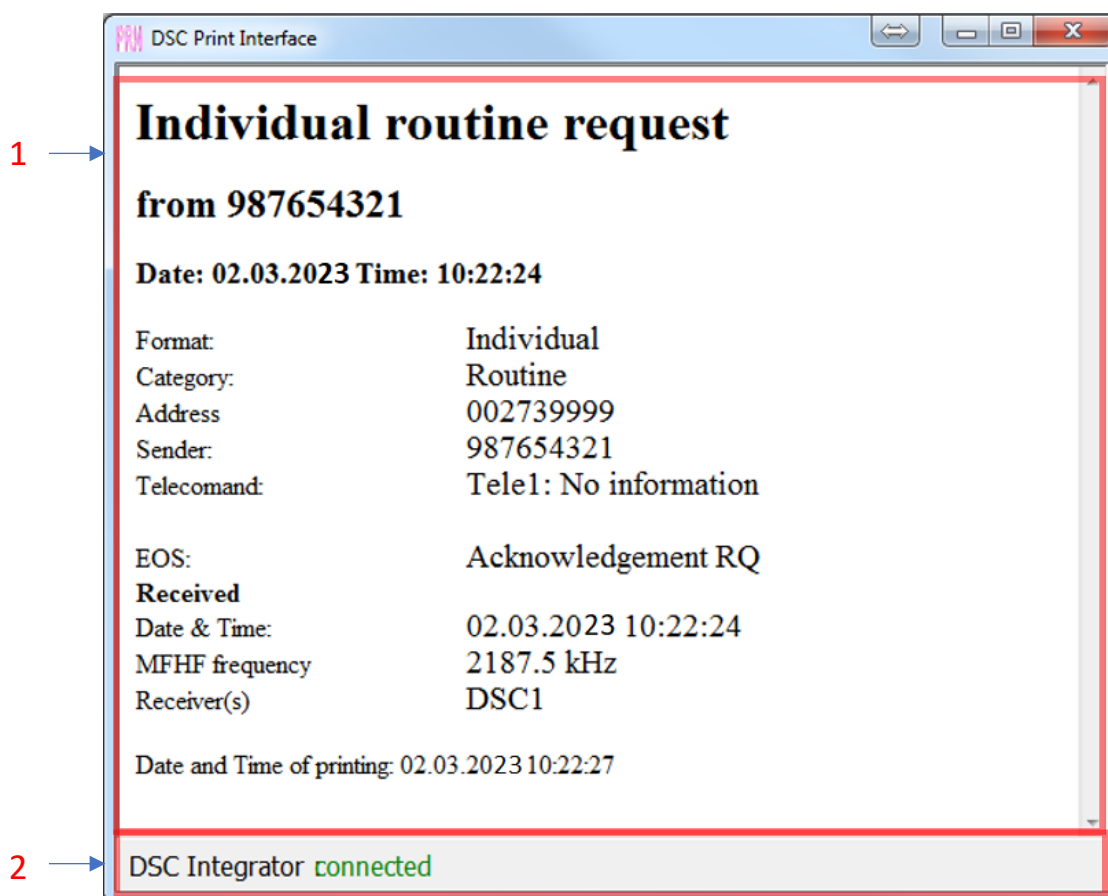 PRM DSC Print Interface
Individual routine request
1
from 987654321
Date: 02.03.2023 Time: 10:22:24
Format: Individual
Category: Routine
Address 002739999
Sender: 987654321
Telecomand: Tele1: No information
EOS: Acknowledgement RQ
Received
Date & Time: 02.03.2023 10:22:24
MFHF frequency 2187.5 kHz
Receiver(s) DSC1
Date and Time of printing: 02.03.2023 10:22:27
2 DSC Integrator connected